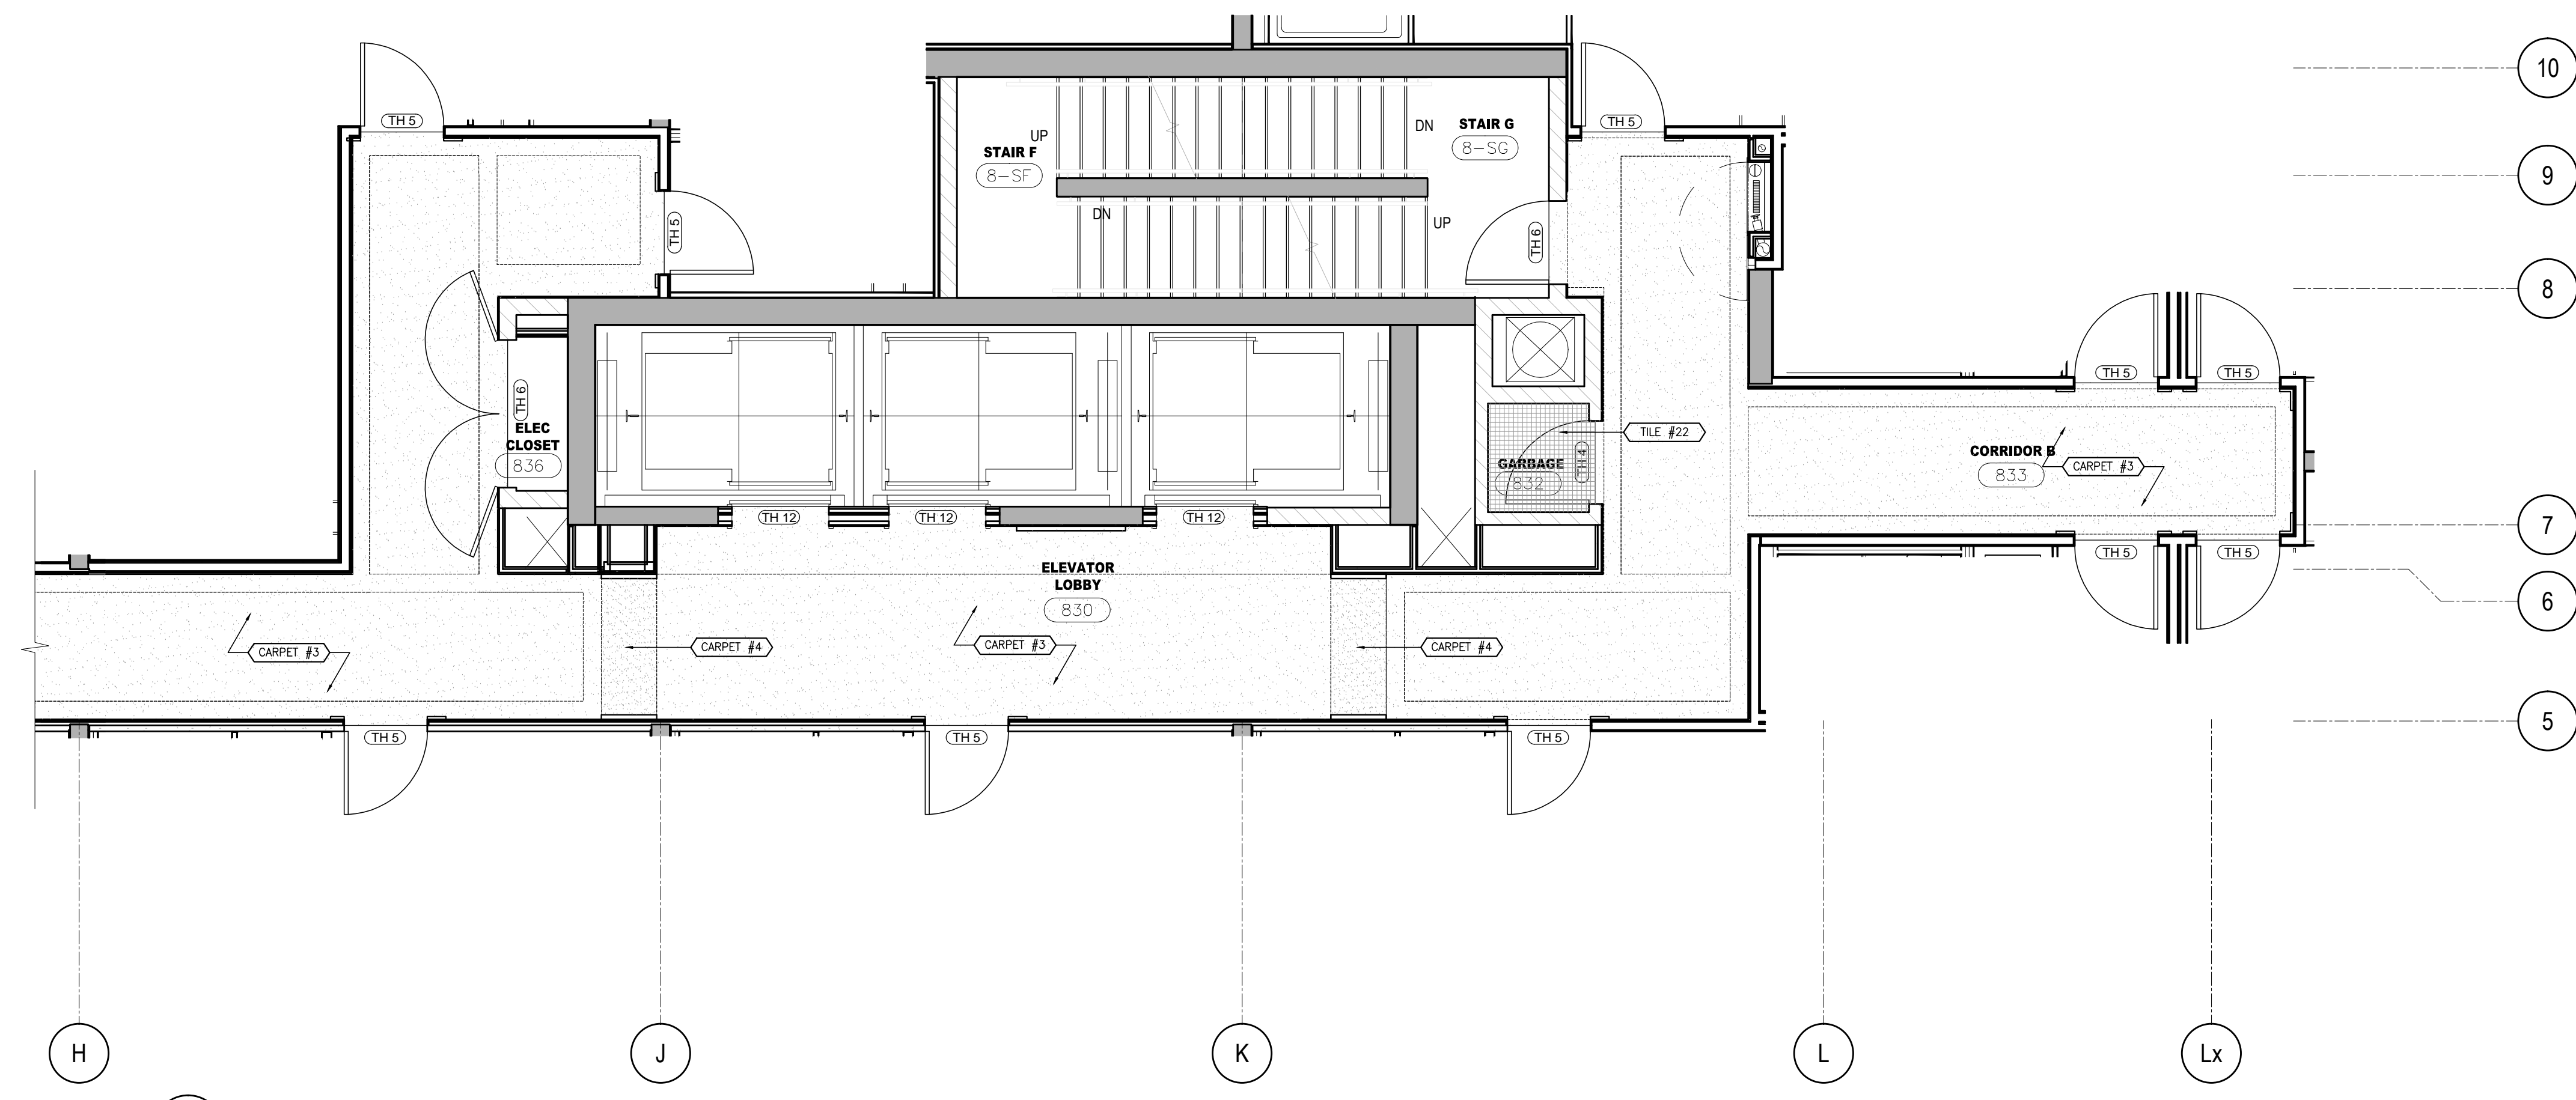 10
TH 5
TH 5
UP
DN
STAIR G
8-SG
STAIR F
8-SF
9
DN
UP
TH 5
TH 6
8
TH 5
TH 5
TH 6
ELEC
CLOSET
836
TILE #22
GARBAGE
832
TH 4
CORRIDOR B
833
CARPET #3
TH 12
TH 12
TH 12
7
TH 5
TH 5
ELEVATOR
LOBBY
830
6
CARPET #3
CARPET #4
CARPET #3
CARPET #4
5
TH 5
TH 5
TH 5
H
J
K
L
Lx